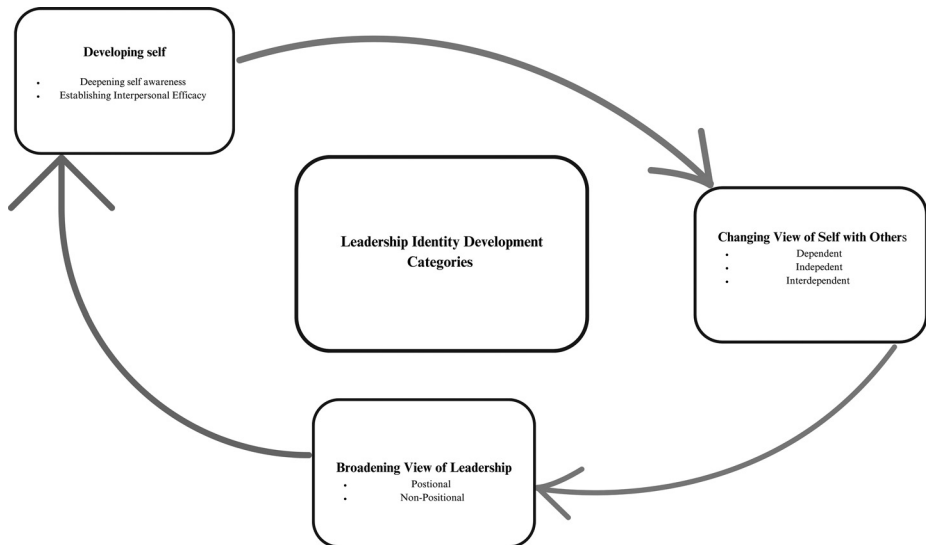 Developing self
• Deepening self awareness
• Establishing Interpersonal Efficacy
Leadership Identity Development
Categories
Changing View of Self with Others
• Dependent
• Indepedent
• Interdependent
Broadening View of Leadership
• Postional
• Non-Positional